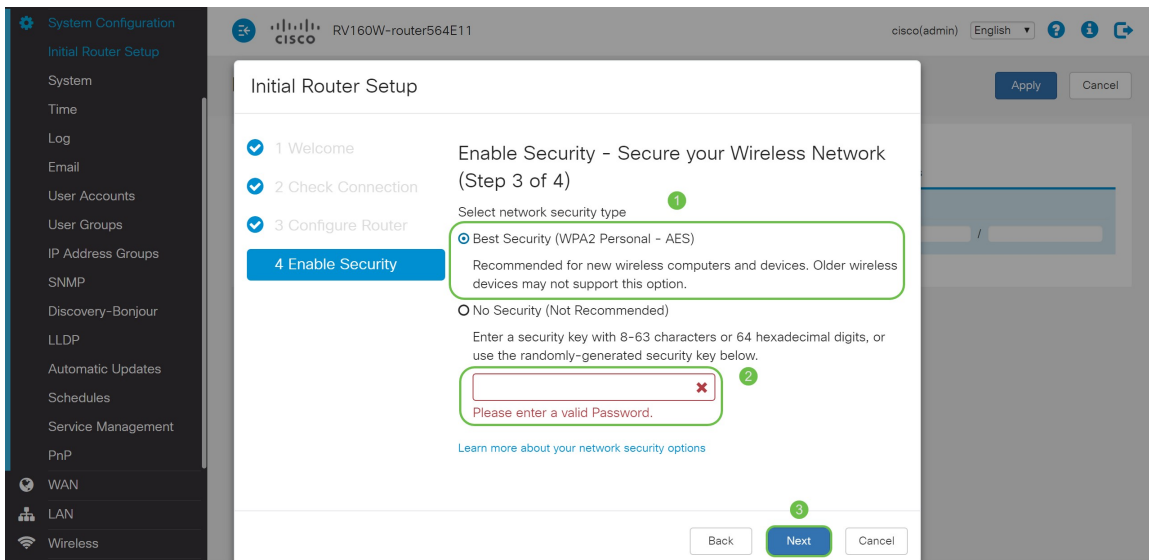 System Configuration
Initial Router Setup
System
Time
Log
Email
User Accounts
User Groups
IP Address Groups
SNMP
Discovery-Bonjour
LLDP
Automatic Updates
Schedules
Service Management
PnP
WAN
LAN
Wireless
CISCO RV160W-router564E11
cisco(admin) English
Apply Cancel
Initial Router Setup
1 Welcome
2 Check Connection
3 Configure Router
4 Enable Security
Enable Security - Secure your Wireless Network
(Step 3 of 4)
Select network security type
1
Best Security (WPA2 Personal - AES)
Recommended for new wireless computers and devices. Older wireless
devices may not support this option.
No Security (Not Recommended)
Enter a security key with 8-63 characters or 64 hexadecimal digits, or
use the randomly-generated security key below.
2
Please enter a valid Password.
Learn more about your network security options
3
Back Next Cancel
/